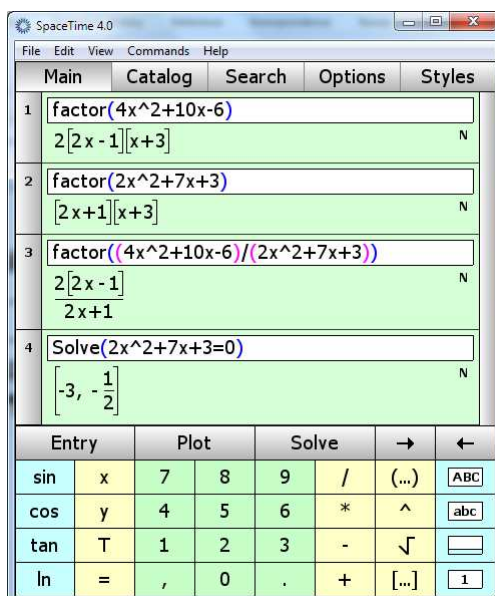 SpaceTime 4.0
File Edit View Commands Help
Main Catalog Search Options Styles
1 factor(4x^2+10x-6)
2[2x-1][x+3] N
2 factor(2x^2+7x+3)
[2x+1][x+3] N
3 factor((4x^2+10x-6)/(2x^2+7x+3))
2[2x-1] N
2x+1
4 Solve(2x^2+7x+3=0)
[-3, -1/2] N
Entry Plot Solve → ←
sin x 7 8 9 / (...) ABC
cos y 4 5 6 * ^ abc
tan T 1 2 3 - √
ln = , 0 . + [...] 1